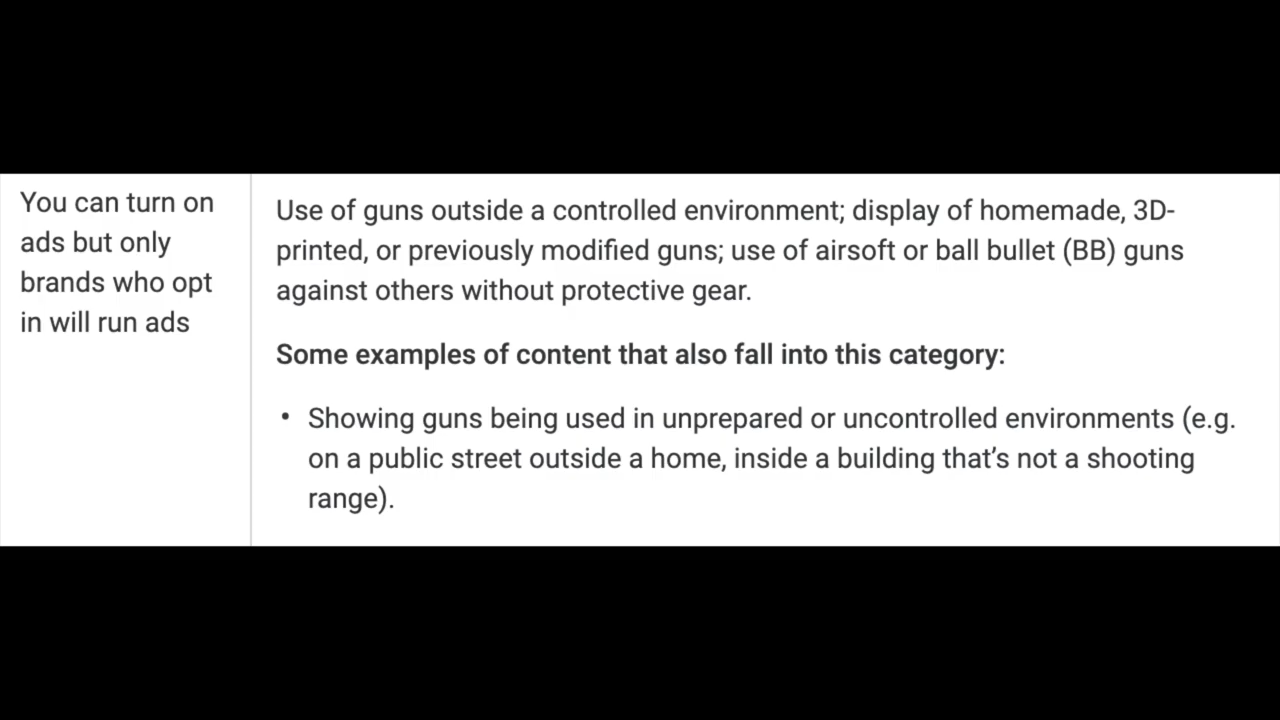 You can turn on
ads but only
brands who opt
in will run ads
Use of guns outside a controlled environment; display of homemade, 3D-
printed, or previously modified guns; use of airsoft or ball bullet (BB) guns
against others without protective gear.
Some examples of content that also fall into this category:
• Showing guns being used in unprepared or uncontrolled environments (e.g.
on a public street outside a home, inside a building that’s not a shooting
range).